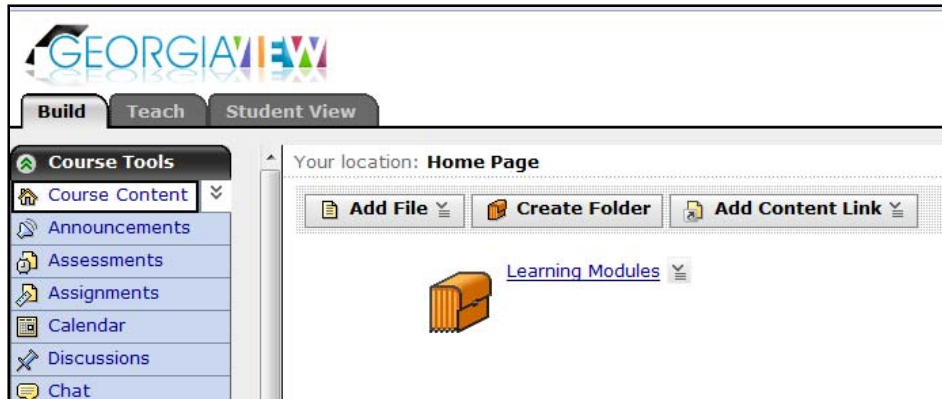 GEORGIAVIEW
Build Teach Student View
Course Tools
Course Content
Announcements
Assessments
Assignments
Calendar
Discussions
Chat
Your location: Home Page
Add File Create Folder Add Content Link
Learning Modules